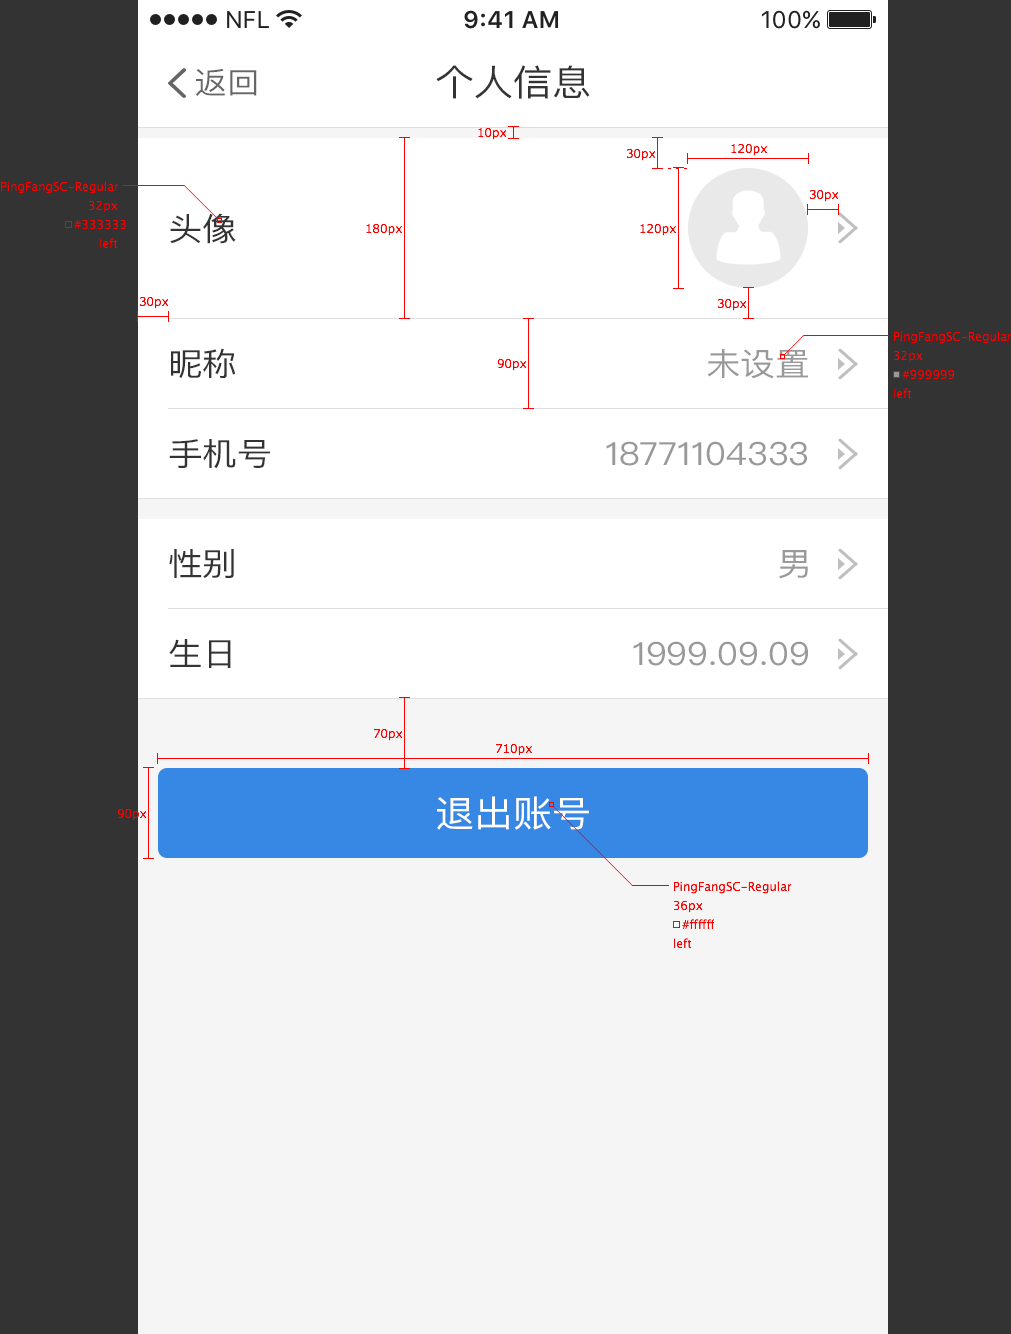 NFL 9:41 AM 100%
返回 个人信息
10px
30px
120px
PingFangSC-Regular
32px
#333333
left
30px
头像
180px
120px
30px
30px
昵称
90px
未设置
PingFangSC-Regular
32px
#999999
left
手机号 18771104333
性别 男
生日 1999.09.09
70px
710px
90px
退出账号
PingFangSC-Regular
36px
#ffffff
left